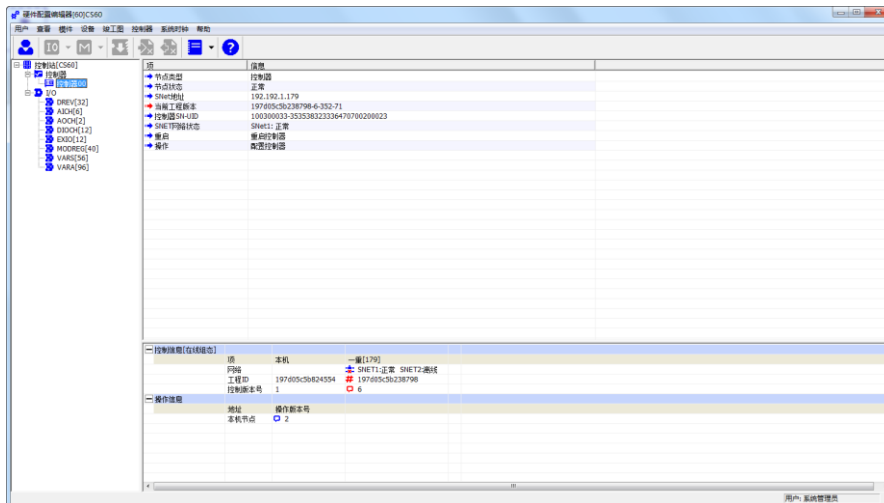 硬件配置编辑器[60]CS60
用户 查看 模件 设备 竣工图 控制器 系统时钟 帮助
控制站[CS60]
控制器
控制器00
I/O
DREV[32]
AICH[6]
AOCH[2]
DIOCH[12]
EXIO[12]
MODREG[40]
VARS[56]
VARA[96]
项 信息
节点类型 控制器
节点状态 正常
SNet地址 192.192.1.179
当前工程版本 197d05c5b238798-6-352-71
控制器SN-UID 100300033-353538323336470700200023
SNET网络状态 SNet1: 正常
重启 重启控制器
操作 配置控制器
控制信息[在线组态]
项 本机 一重[179]
网络 SNET1:正常 SNET2:离线
工程ID 197d05c5b824554 197d05c5b238798
控制版本号 1 6
操作信息
地址 操作版本号
本机节点 2
用户: 系统管理员